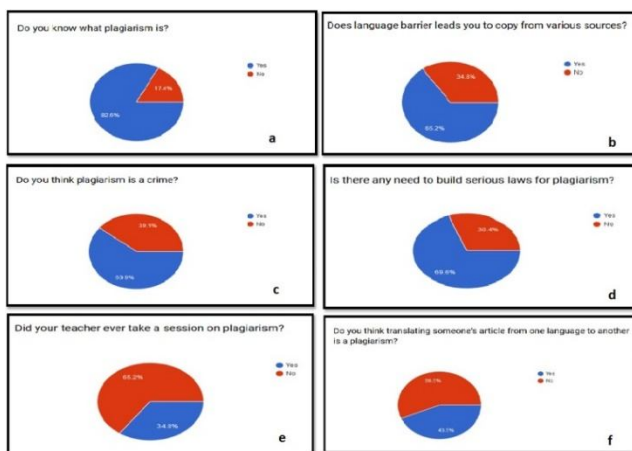 Do you know what plagiarism is?
Yes
No
17.4%
82.6%
a
Does language barrier leads you to copy from various sources?
Yes
No
34.8%
65.2%
b
Do you think plagiarism is a crime?
Yes
No
c
Is there any need to build serious laws for plagiarism?
Yes
No
30.4%
69.6%
d
Did your teacher ever take a session on plagiarism?
Yes
No
65.2%
34.8%
e
Do you think translating someone's article from one language to another
is a plagiarism?
Yes
No
f